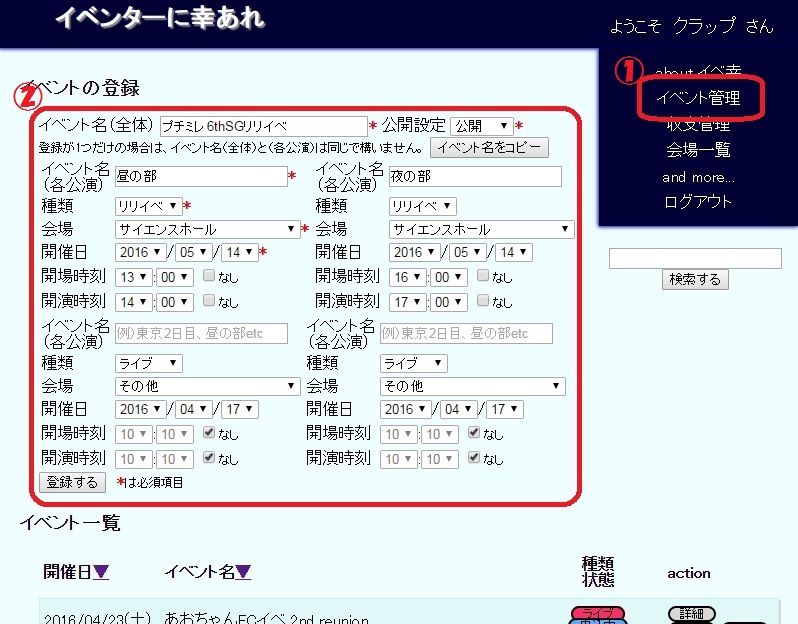 イベンターに幸あれ
ようこそ クラップ さん
①
about イベ幸
イベント管理
収支管理
会場一覧
and more...
ログアウト
検索する
イベントの登録
②
イベント名(全体) プチミレ 6thSGリリイベ * 公開設定 公開 *
登録が1つだけの場合は、イベント名(全体)と(各公演)は同じで構いません。 イベント名をコピー
イベント名(各公演) 昼の部 * イベント名(各公演) 夜の部
種類 リリイベ * 種類 リリイベ
会場 サイエンスホール * 会場 サイエンスホール
開催日 2016 / 05 / 14 * 開催日 2016 / 05 / 14
開場時刻 13 : 00 なし 開場時刻 16 : 00 なし
開演時刻 14 : 00 なし 開演時刻 17 : 00 なし
イベント名(各公演) 例)東京2日目、昼の部etc イベント名(各公演) 例)東京2日目、昼の部etc
種類 ライブ 種類 ライブ
会場 その他 会場 その他
開催日 2016 / 04 / 17 開催日 2016 / 04 / 17
開場時刻 10 : 10 なし 開場時刻 10 : 10 なし
開演時刻 10 : 10 なし 開演時刻 10 : 10 なし
登録する *は必須項目
イベント一覧
開催日▼ イベント名▼ 種類状態 action
2016/04/23(土) あおちゃんFCイベ 2nd reunion ライブ 詳細